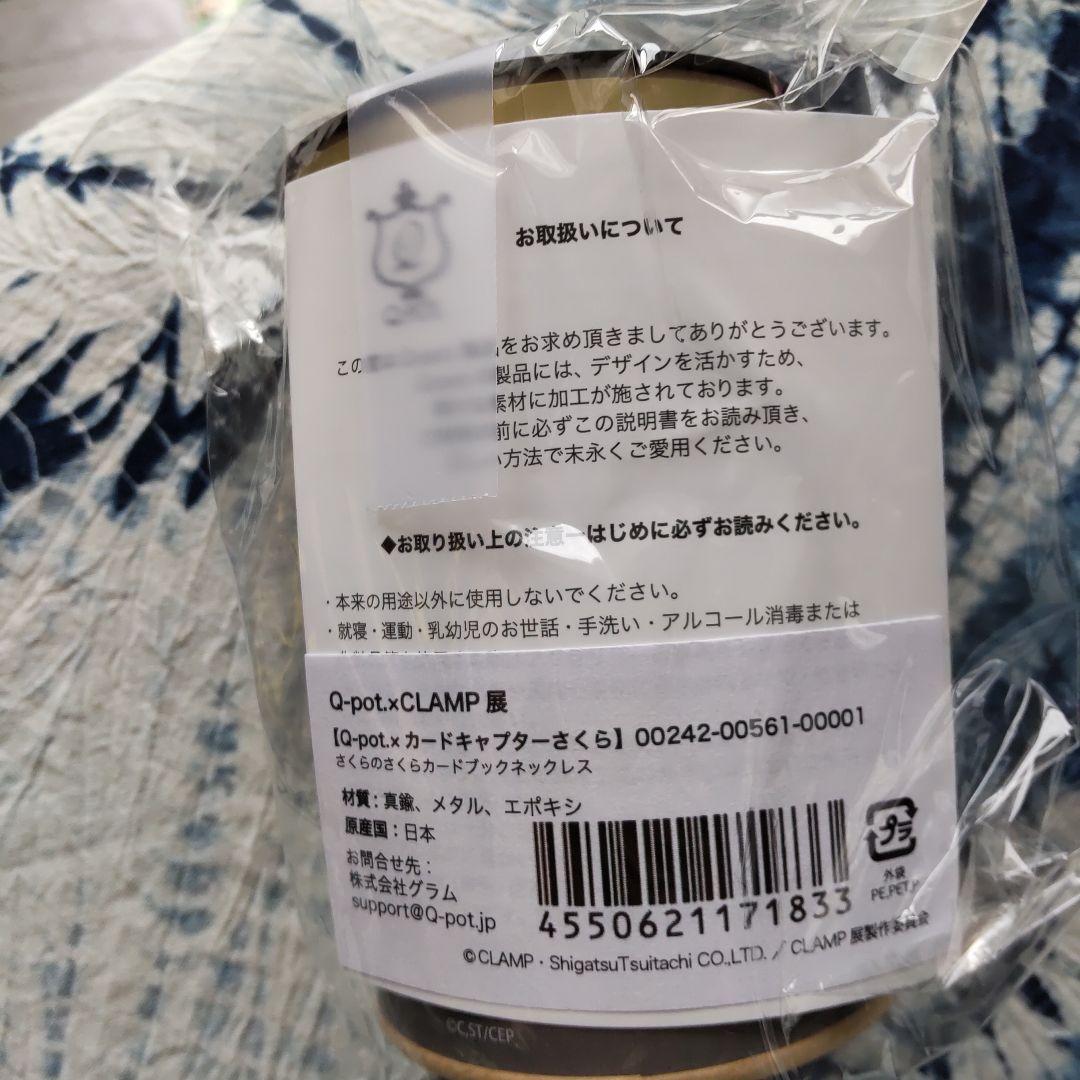 お取扱いについて
この
をお求め頂きましてありがとうございます。
製品には、デザインを活かすため、
素材に加工が施されております。
前に必ずこの説明書をお読み頂き、
い方法で末永くご愛用ください。
◆お取り扱い上の注意ーはじめに必ずお読みください。
・本来の用途以外に使用しないでください。
・就寝・運動・乳幼児のお世話・手洗い・アルコール消毒または
Q-pot.×CLAMP 展
【Q-pot.× カードキャプターさくら】00242-00561-00001
さくらのさくらカードブックネックレス
材質：真鍮、メタル、エポキシ
原産国：日本
お問合せ先：
株式会社グラム
support@Q-pot.jp
プラ
外袋
PE,PET,P
4550621171833
©CLAMP・ShigatsuTsuitachi CO.,LTD. / CLAMP 展製作委員会
©C,ST/CEP